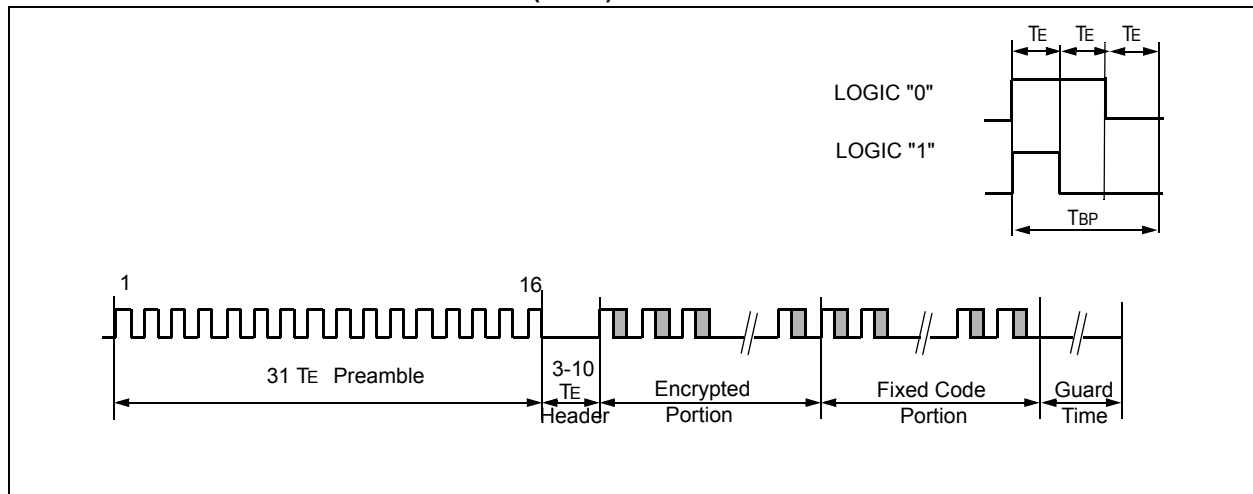 TE TE TE
LOGIC "0"
LOGIC "1"
TBP
1
16
31 TE Preamble
3-10
TE
Header
Encrypted
Portion
Fixed Code
Portion
Guard
Time